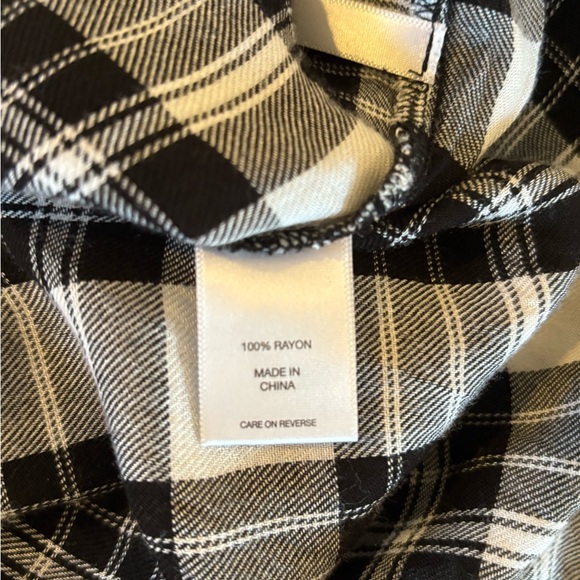 100% RAYON
MADE IN
CHINA
CARE ON REVERSE